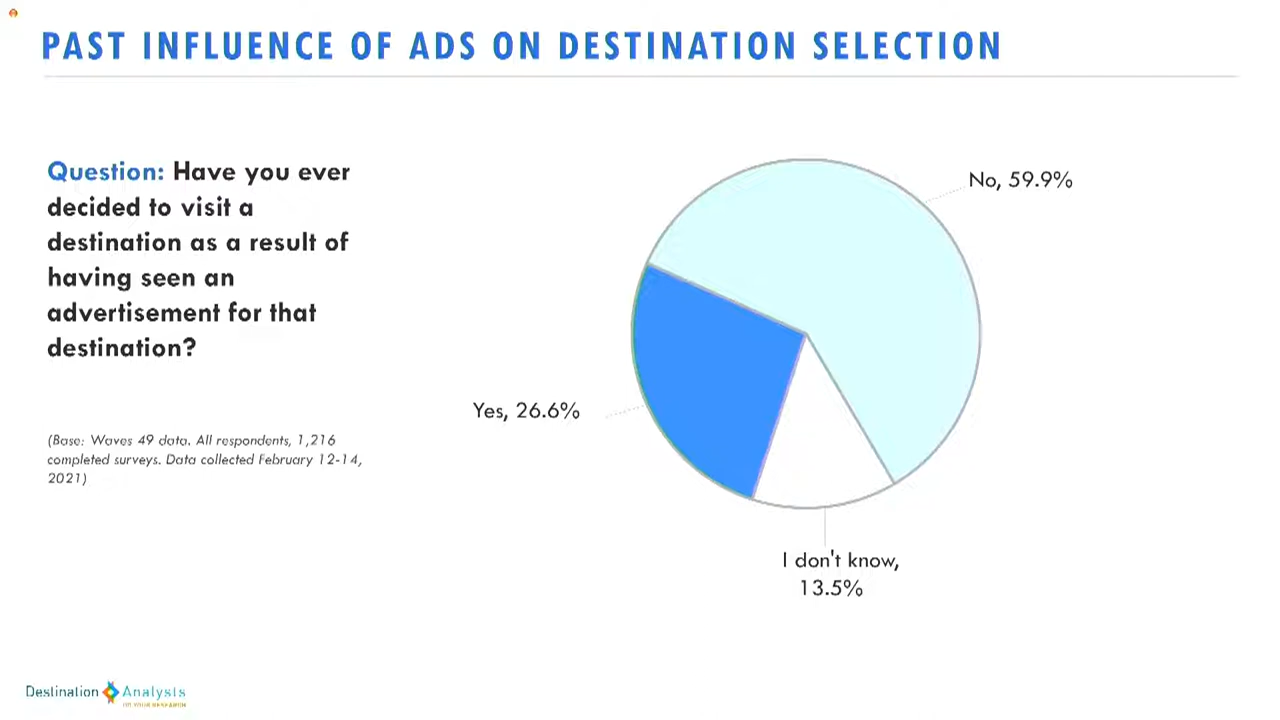 PAST INFLUENCE OF ADS ON DESTINATION SELECTION
Question: Have you ever
decided to visit a
destination as a result of
having seen an
advertisement for that
destination?
(Base: Waves 49 data. All respondents, 1,216
completed surveys. Data collected February 12-14,
2021)
No, 59.9%
Yes, 26.6%
I don't know,
13.5%
Destination Analysts